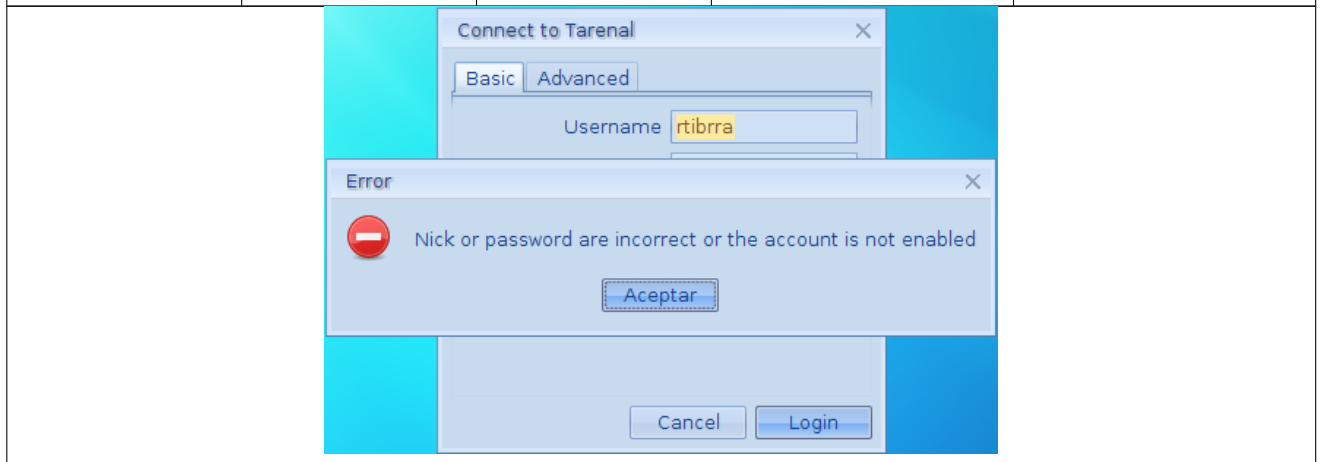 Connect to Tarenal
Basic Advanced
Username rtibrra
Error
Nick or password are incorrect or the account is not enabled
Aceptar
Cancel Login